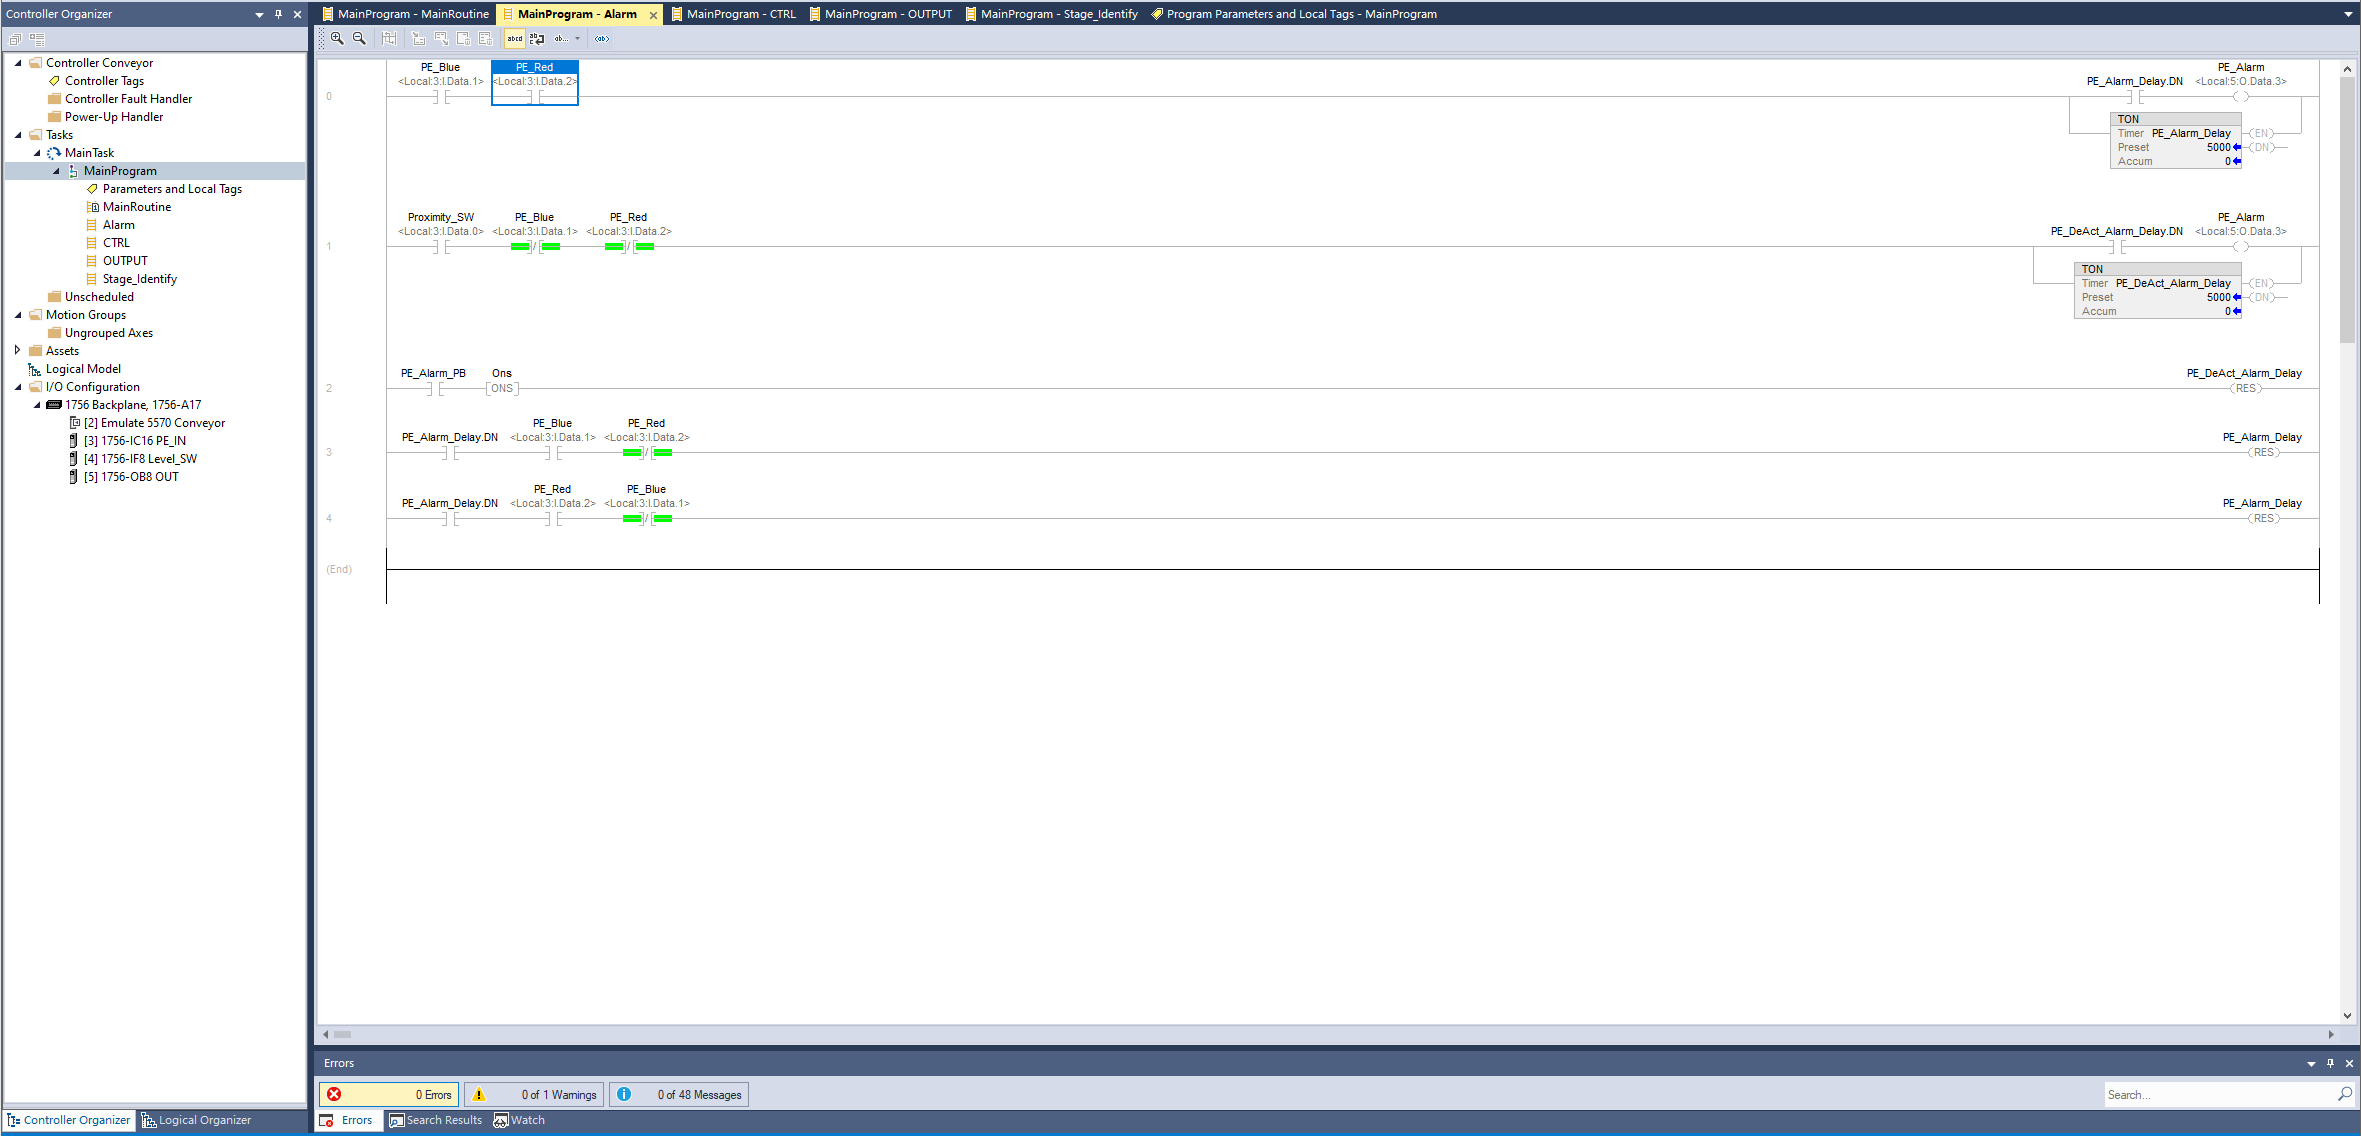 Controller Organizer
Controller Conveyor
Controller Tags
Controller Fault Handler
Power-Up Handler
Tasks
MainTask
MainProgram
Parameters and Local Tags
MainRoutine
Alarm
CTRL
OUTPUT
Stage_Identify
Unscheduled
Motion Groups
Ungrouped Axes
Assets
Logical Model
I/O Configuration
1756 Backplane, 1756-A17
[2] Emulate 5570 Conveyor
[3] 1756-IC16 PE_IN
[4] 1756-IF8 Level_SW
[5] 1756-OB8 OUT
Controller Organizer Logical Organizer
MainProgram - MainRoutine MainProgram - Alarm MainProgram - CTRL MainProgram - OUTPUT MainProgram - Stage_Identify Program Parameters and Local Tags - MainProgram
abcd ab cd ab... <ab>
PE_Blue PE_Red PE_Alarm
<Local:3:I.Data.1> <Local:3:I.Data.2> PE_Alarm_Delay.DN <Local:5:O.Data.3>
0
TON
Timer PE_Alarm_Delay (EN)
Preset 5000 (DN)
Accum 0
Proximity_SW PE_Blue PE_Red PE_Alarm
<Local:3:I.Data.0> <Local:3:I.Data.1> <Local:3:I.Data.2> PE_DeAct_Alarm_Delay.DN <Local:5:O.Data.3>
1
TON
Timer PE_DeAct_Alarm_Delay (EN)
Preset 5000 (DN)
Accum 0
PE_Alarm_PB Ons PE_DeAct_Alarm_Delay
2 [ONS] (RES)
PE_Blue PE_Red
PE_Alarm_Delay.DN <Local:3:I.Data.1> <Local:3:I.Data.2> PE_Alarm_Delay
3 (RES)
PE_Red PE_Blue
PE_Alarm_Delay.DN <Local:3:I.Data.2> <Local:3:I.Data.1> PE_Alarm_Delay
4 (RES)
(End)
Errors
0 Errors 0 of 1 Warnings 0 of 48 Messages Search...
Errors Search Results Watch